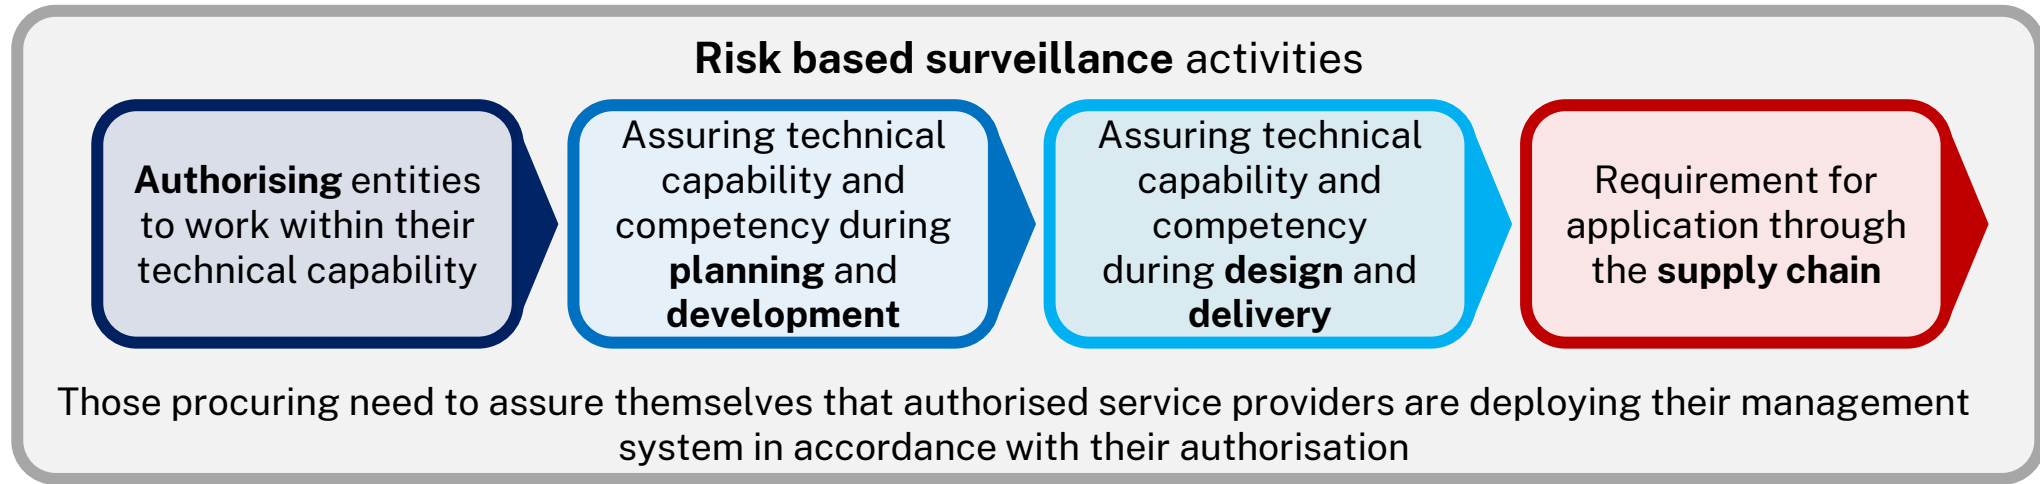 Risk based surveillance activities
Authorising entities
to work within their
technical capability
Assuring technical
capability and
competency during
planning and
development
Assuring technical
capability and
competency
during design and
delivery
Requirement for
application through
the supply chain
Those procuring need to assure themselves that authorised service providers are deploying their management
system in accordance with their authorisation